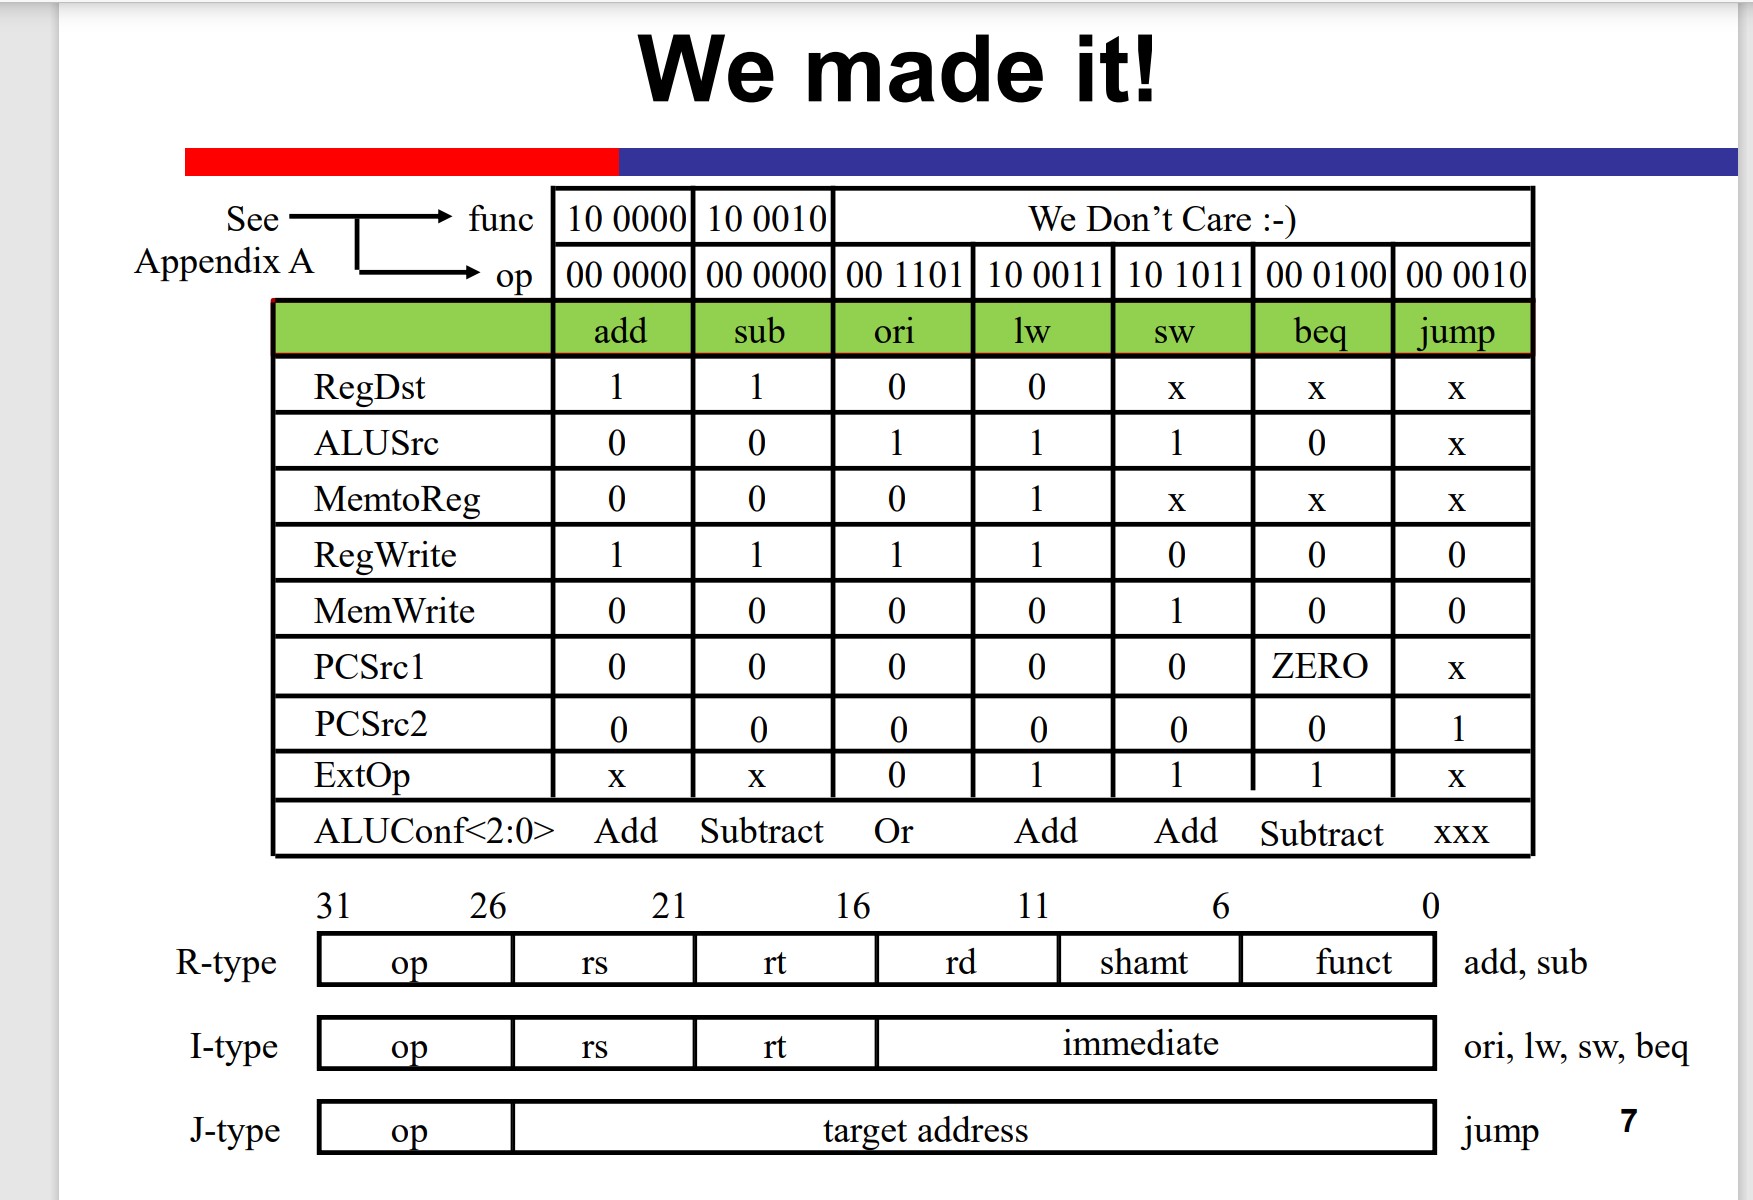 We made it!
See func 10 0000 10 0010 We Don't Care :-)
Appendix A op 00 0000 00 0000 00 1101 10 0011 10 1011 00 0100 00 0010
add sub ori lw sw beq jump
RegDst 1 1 0 0 x x x
ALUSrc 0 0 1 1 1 0 x
MemtoReg 0 0 0 1 x x x
RegWrite 1 1 1 1 0 0 0
MemWrite 0 0 0 0 1 0 0
PCSrc1 0 0 0 0 0 ZERO x
PCSrc2 0 0 0 0 0 0 1
ExtOp x x 0 1 1 1 x
ALUConf<2:0> Add Subtract Or Add Add Subtract xxx
31 26 21 16 11 6 0
R-type op rs rt rd shamt funct add, sub
I-type op rs rt immediate ori, lw, sw, beq
J-type op target address jump
7